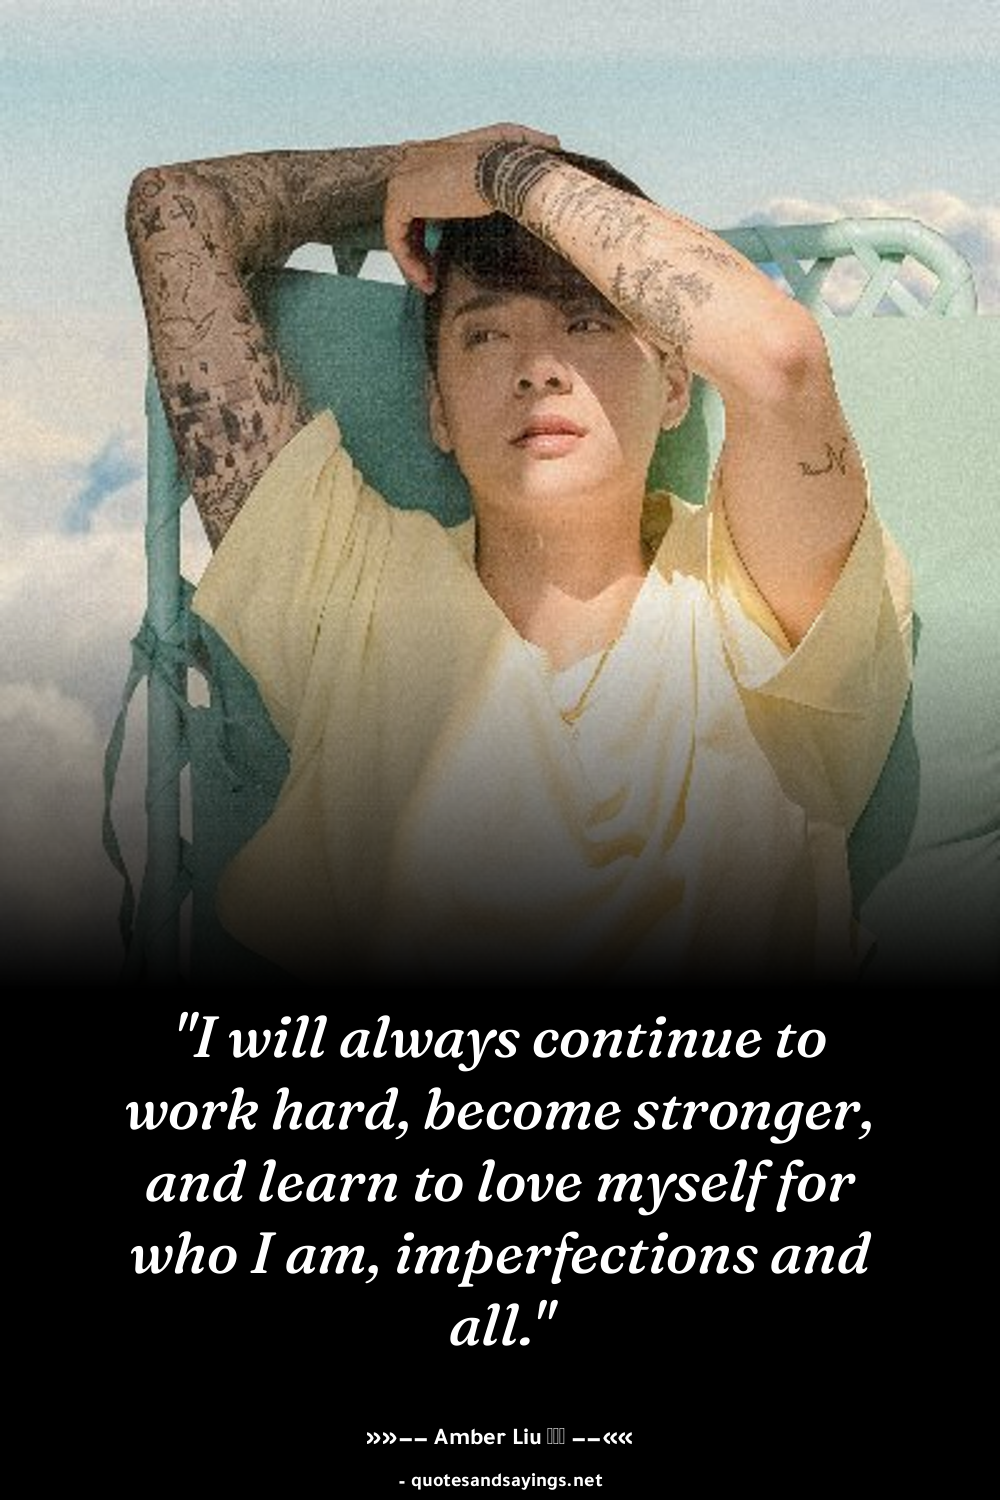 "I will always continue to
work hard, become stronger,
and learn to love myself for
who I am, imperfections and
all."
»»−− Amber Liu −−««
- quotesandsayings.net